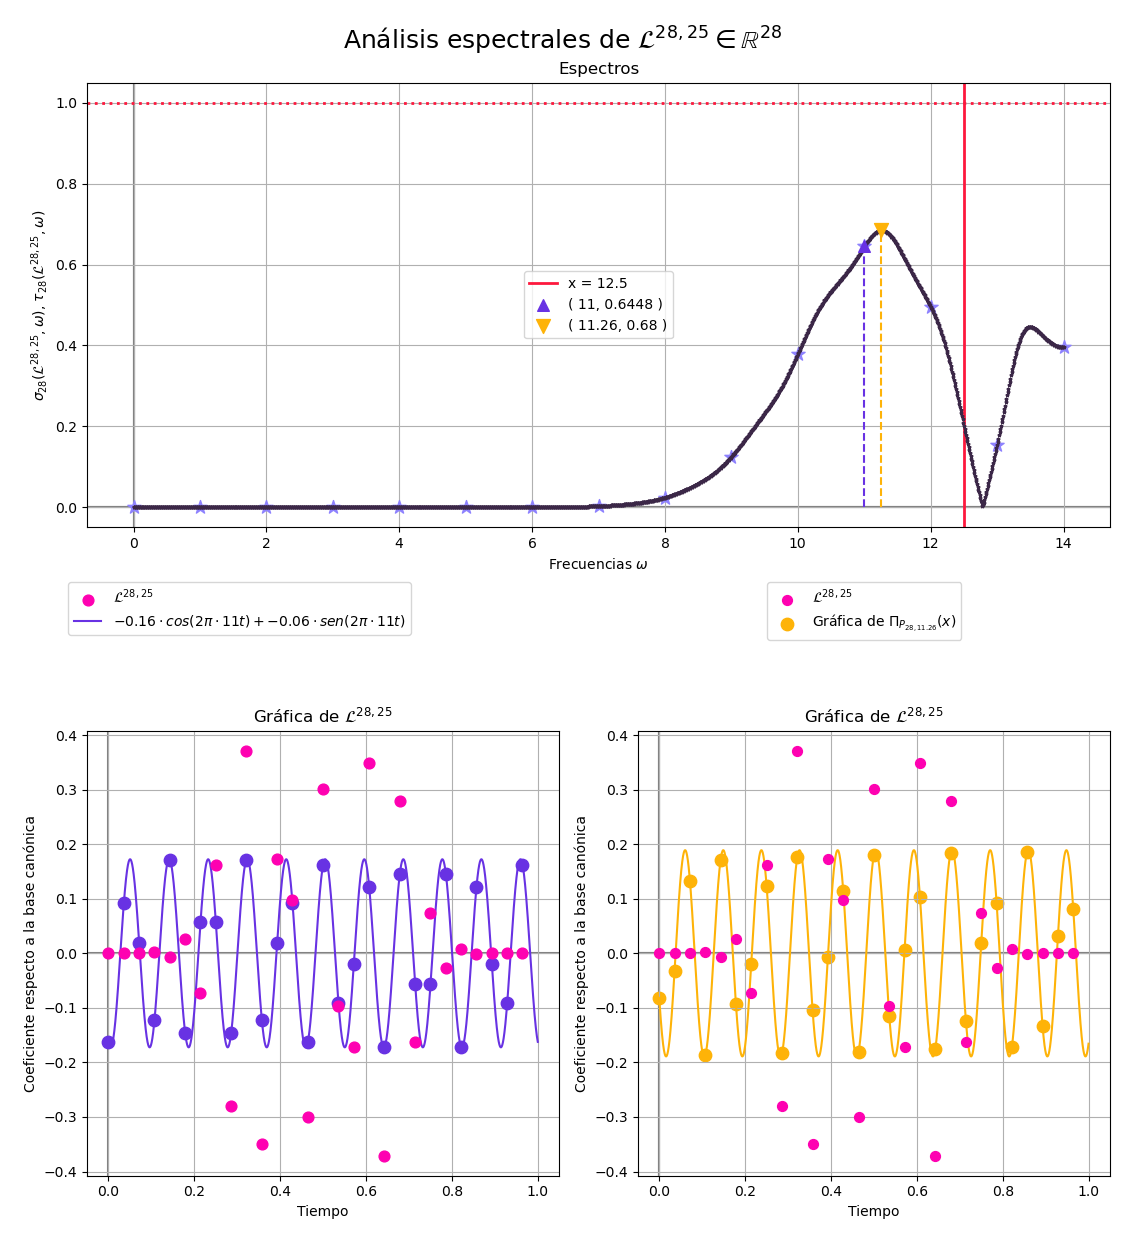 Análisis espectrales de 𝓛^{28,25} ∈ ℝ^{28}
Espectros
1.0
0.8
0.6
0.4
0.2
0.0
σ_{28}(𝓛^{28,25}, ω), τ_{28}(𝓛^{28,25}, ω)
x = 12.5
( 11, 0.6448 )
( 11.26, 0.68 )
0 2 4 6 8 10 12 14
Frecuencias ω
𝓛^{28,25}
−0.16 · cos(2π · 11t) + −0.06 · sen(2π · 11t)
𝓛^{28,25}
Gráfica de Π_{P_{28,11.26}}(x)
Gráfica de 𝓛^{28,25}
0.4
0.3
0.2
0.1
0.0
−0.1
−0.2
−0.3
−0.4
Coeficiente respecto a la base canónica
0.0 0.2 0.4 0.6 0.8 1.0
Tiempo
Gráfica de 𝓛^{28,25}
0.4
0.3
0.2
0.1
0.0
−0.1
−0.2
−0.3
−0.4
Coeficiente respecto a la base canónica
0.0 0.2 0.4 0.6 0.8 1.0
Tiempo